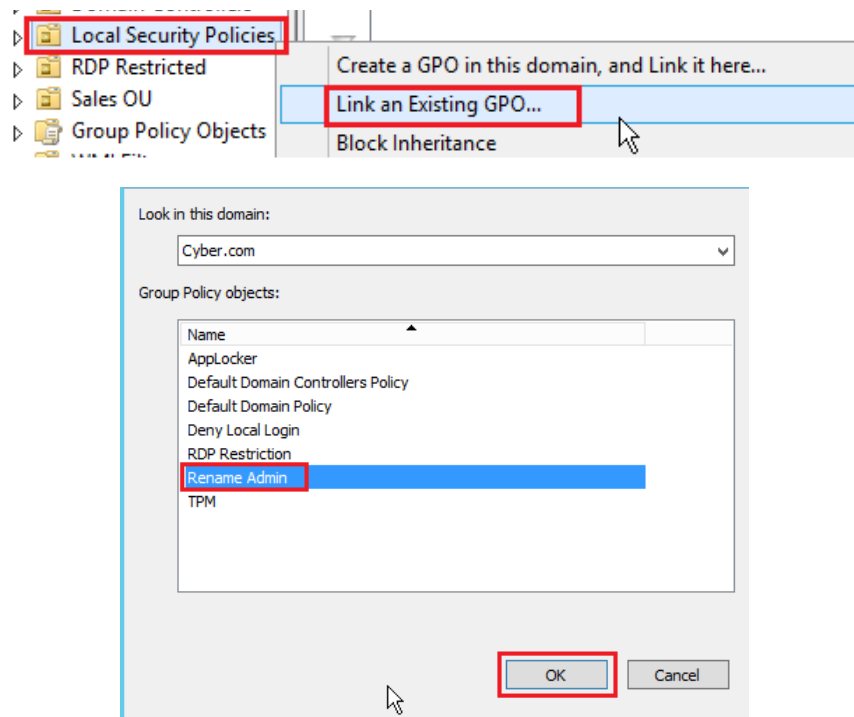 Local Security Policies
RDP Restricted
Sales OU
Group Policy Objects
Create a GPO in this domain, and Link it here...
Link an Existing GPO...
Block Inheritance
Look in this domain:
Cyber.com
Group Policy objects:
Name
AppLocker
Default Domain Controllers Policy
Default Domain Policy
Deny Local Login
RDP Restriction
Rename Admin
TPM
OK
Cancel